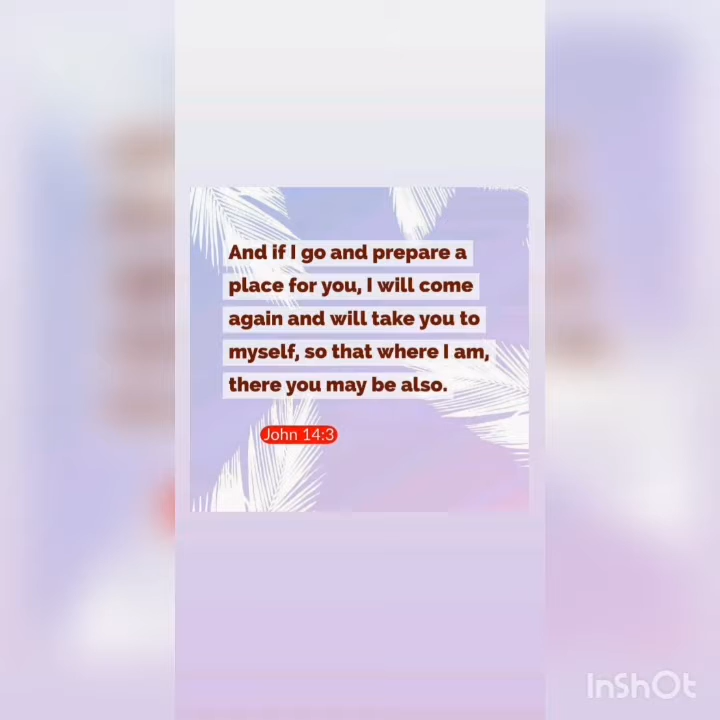 And if I go and prepare a
place for you, I will come
again and will take you to
myself, so that where I am,
there you may be also.
John 14:3
InShOt